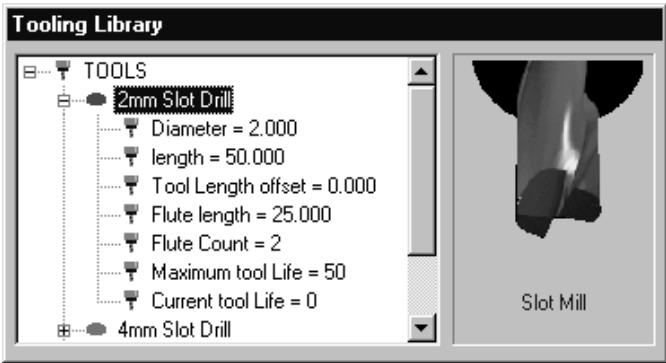 Tooling Library
TOOLS
2mm Slot Drill
Diameter = 2.000
length = 50.000
Tool Length offset = 0.000
Flute length = 25.000
Flute Count = 2
Maximum tool Life = 50
Current tool Life = 0
4mm Slot Drill
Slot Mill